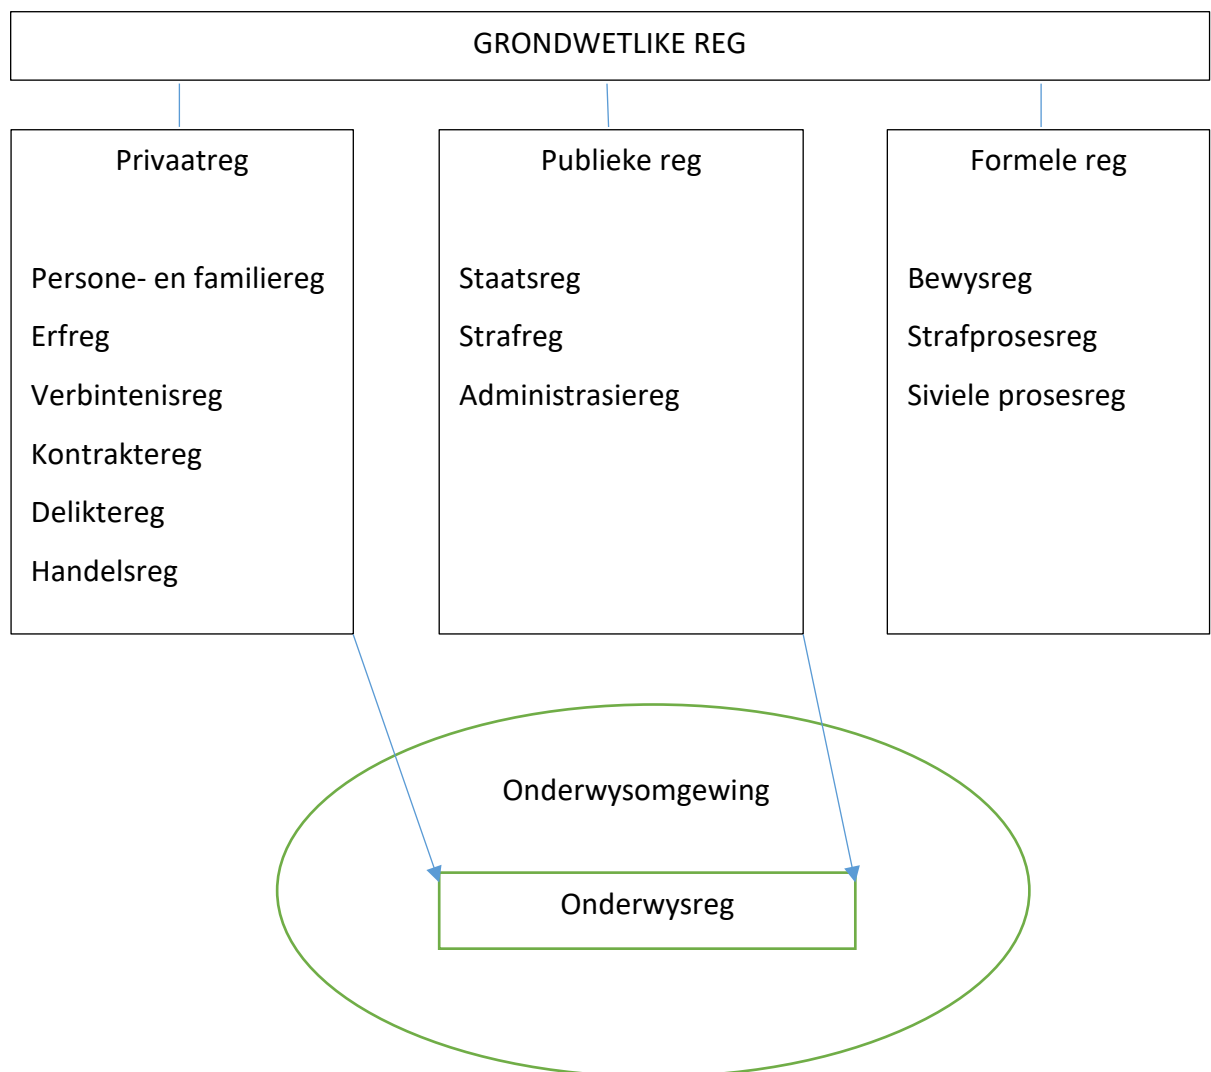 GRONDWETLIKE REG
Privaatreg
Persone- en familiereg
Erfreg
Verbintenisreg
Kontraktereg
Deliktereg
Handelsreg
Publieke reg
Staatsreg
Strafreg
Administrasiereg
Formele reg
Bewysreg
Strafprosesreg
Siviele prosesreg
Onderwysomgewing
Onderwysreg